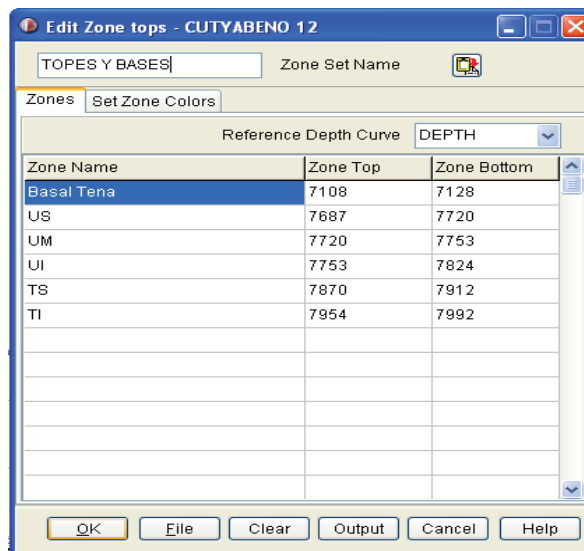 Edit Zone tops - CUTYABENO 12
TOPES Y BASES Zone Set Name
Zones Set Zone Colors
Reference Depth Curve DEPTH
Zone Name Zone Top Zone Bottom
Basal Tena 7108 7128
US 7687 7720
UM 7720 7753
UI 7753 7824
TS 7870 7912
TI 7954 7992
OK File Clear Output Cancel Help